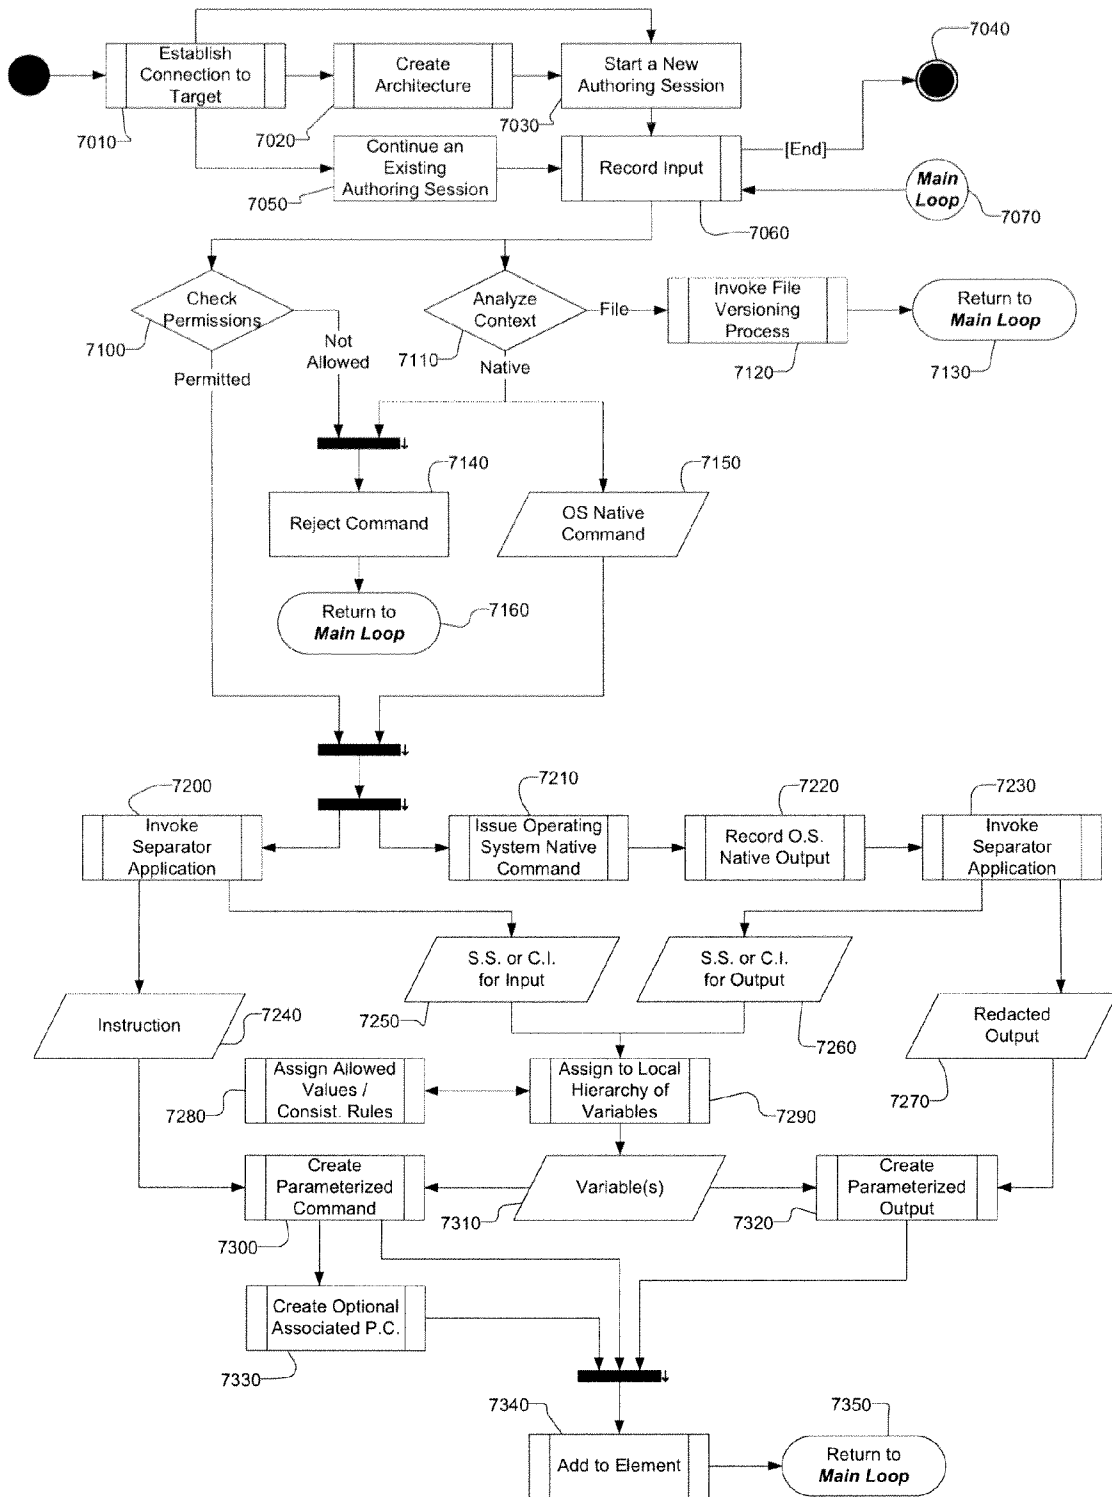 7040
Establish
Connection to
Target
Create
Architecture
Start a New
Authoring Session
7010
7020
7030
[End]
Continue an
Existing
Authoring Session
Record Input
Main
Loop
7050
7060
7070
Check
Permissions
Analyze
Context
File
Invoke File
Versioning
Process
Return to
Main Loop
7100
Not
Allowed
7110
Native
7120
7130
Permitted
7140
7150
Reject Command
OS Native
Command
Return to
Main Loop
7160
7200
7210
7220
7230
Invoke
Separator
Application
Issue Operating
System Native
Command
Record O.S.
Native Output
Invoke
Separator
Application
S.S. or C.I.
for Input
S.S. or C.I.
for Output
Instruction
7240
7250
7260
Redacted
Output
7270
Assign Allowed
Values /
Consist. Rules
7280
Assign to Local
Hierarchy of
Variables
7290
Create
Parameterized
Command
Variable(s)
Create
Parameterized
Output
7300
7310
7320
Create Optional
Associated P.C.
7330
7340
7350
Add to Element
Return to
Main Loop